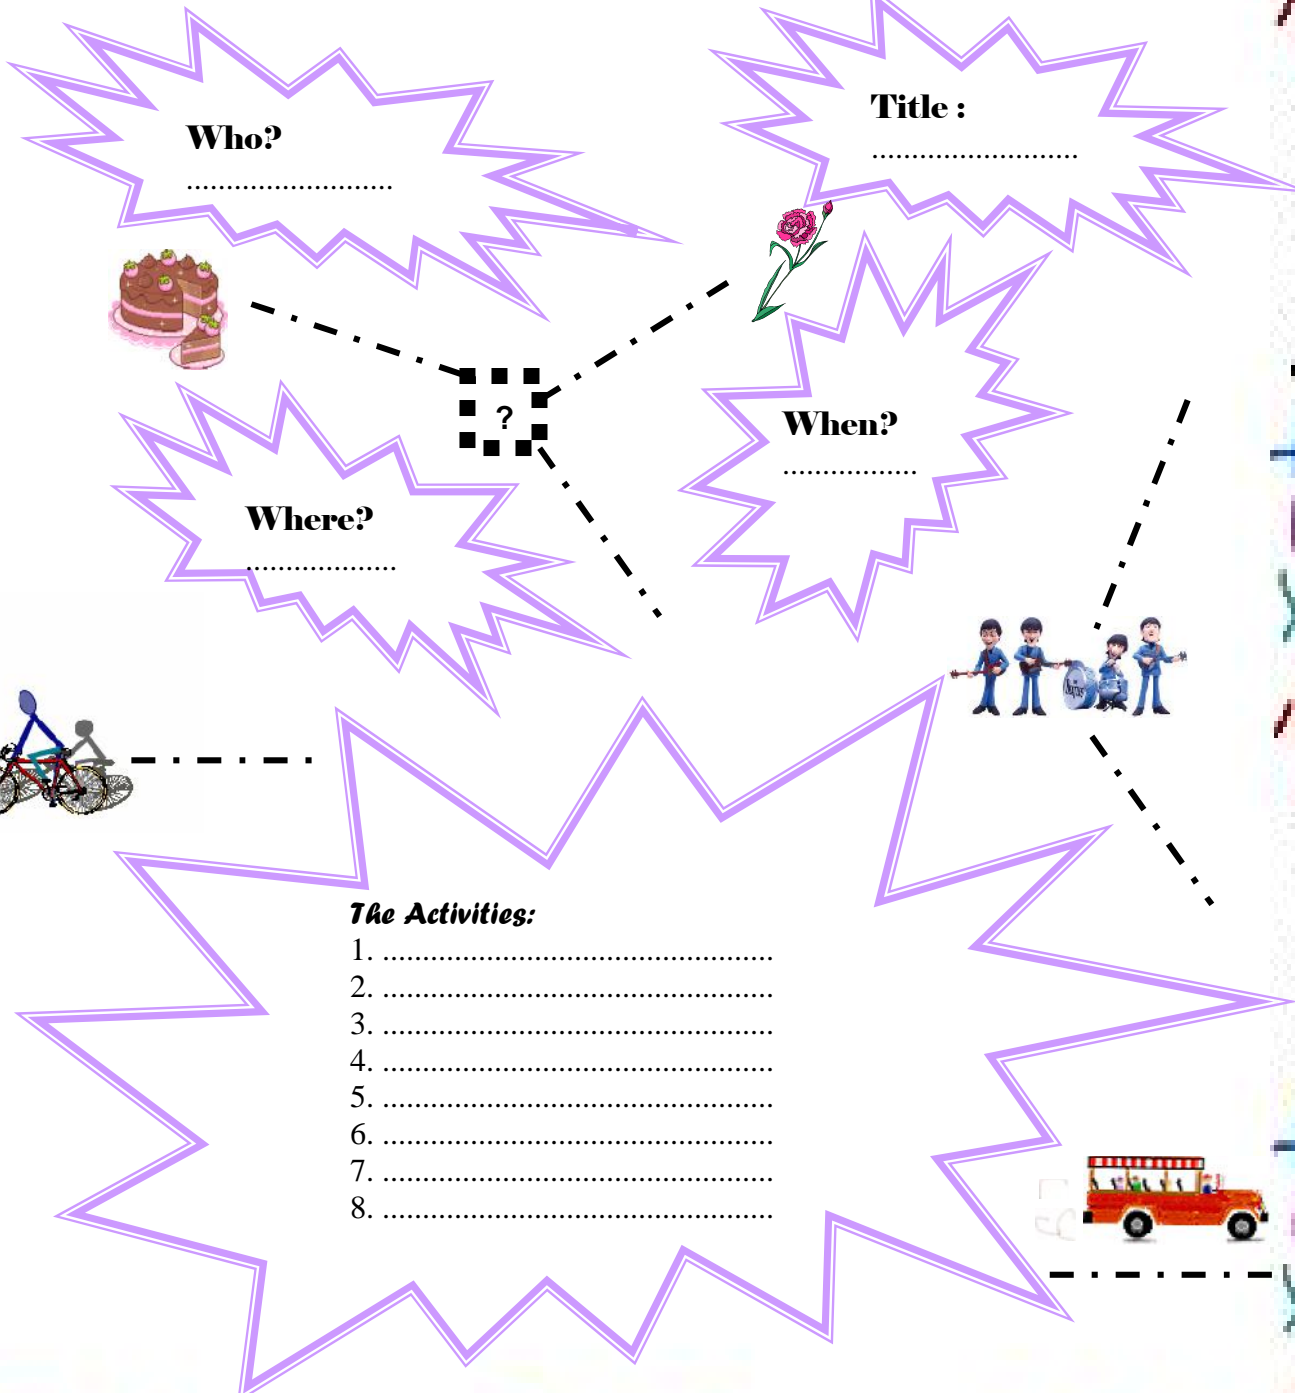 Who?
..........................
Title :
..........................
?
When?
.................
Where?
...................
The Activities:
1. .................................................
2. .................................................
3. .................................................
4. .................................................
5. .................................................
6. .................................................
7. .................................................
8. .................................................